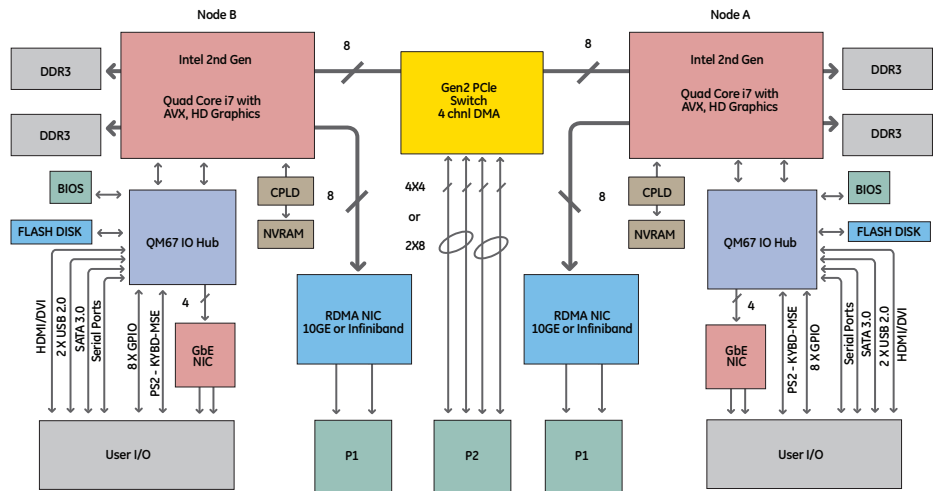 Node B
Node A
DDR3
DDR3
Intel 2nd Gen
Quad Core i7 with
AVX, HD Graphics
8
Gen2 PCIe
Switch
4 chnl DMA
8
Intel 2nd Gen
Quad Core i7 with
AVX, HD Graphics
DDR3
DDR3
BIOS
FLASH DISK
QM67 IO Hub
CPLD
NVRAM
8
4X4
or
2X8
8
CPLD
NVRAM
QM67 IO Hub
BIOS
FLASH DISK
HDMI/DVI
2 X USB 2.0
SATA 3.0
Serial Ports
8 X GPIO
PS2 - KYBD-MSE
4
GbE
NIC
RDMA NIC
10GE or Infiniband
RDMA NIC
10GE or Infiniband
4
GbE
NIC
PS2 - KYBD-MSE
8 X GPIO
Serial Ports
SATA 3.0
2 X USB 2.0
HDMI/DVI
User I/O
P1
P2
P1
User I/O